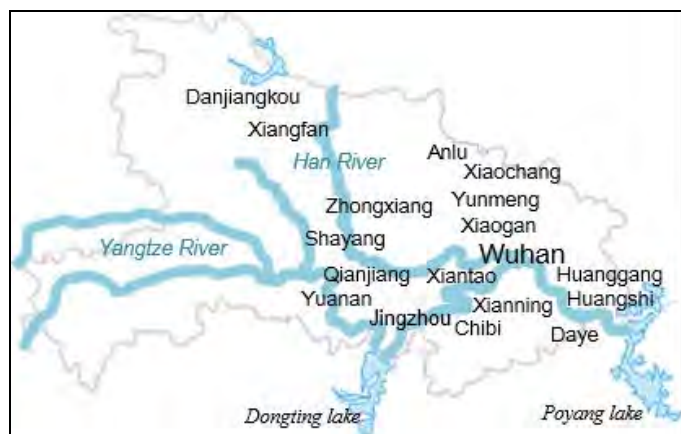 Danjiangkou
Xiangfan
Han River
Anlu
Xiaochang
Zhongxiang
Yunmeng
Xiaogan
Shayang
Yangtze River
Wuhan
Qianjiang
Xiantao
Huanggang
Yuanan
Xianning
Huangshi
Jingzhou
Chibi
Daye
Dongting lake
Poyang lake